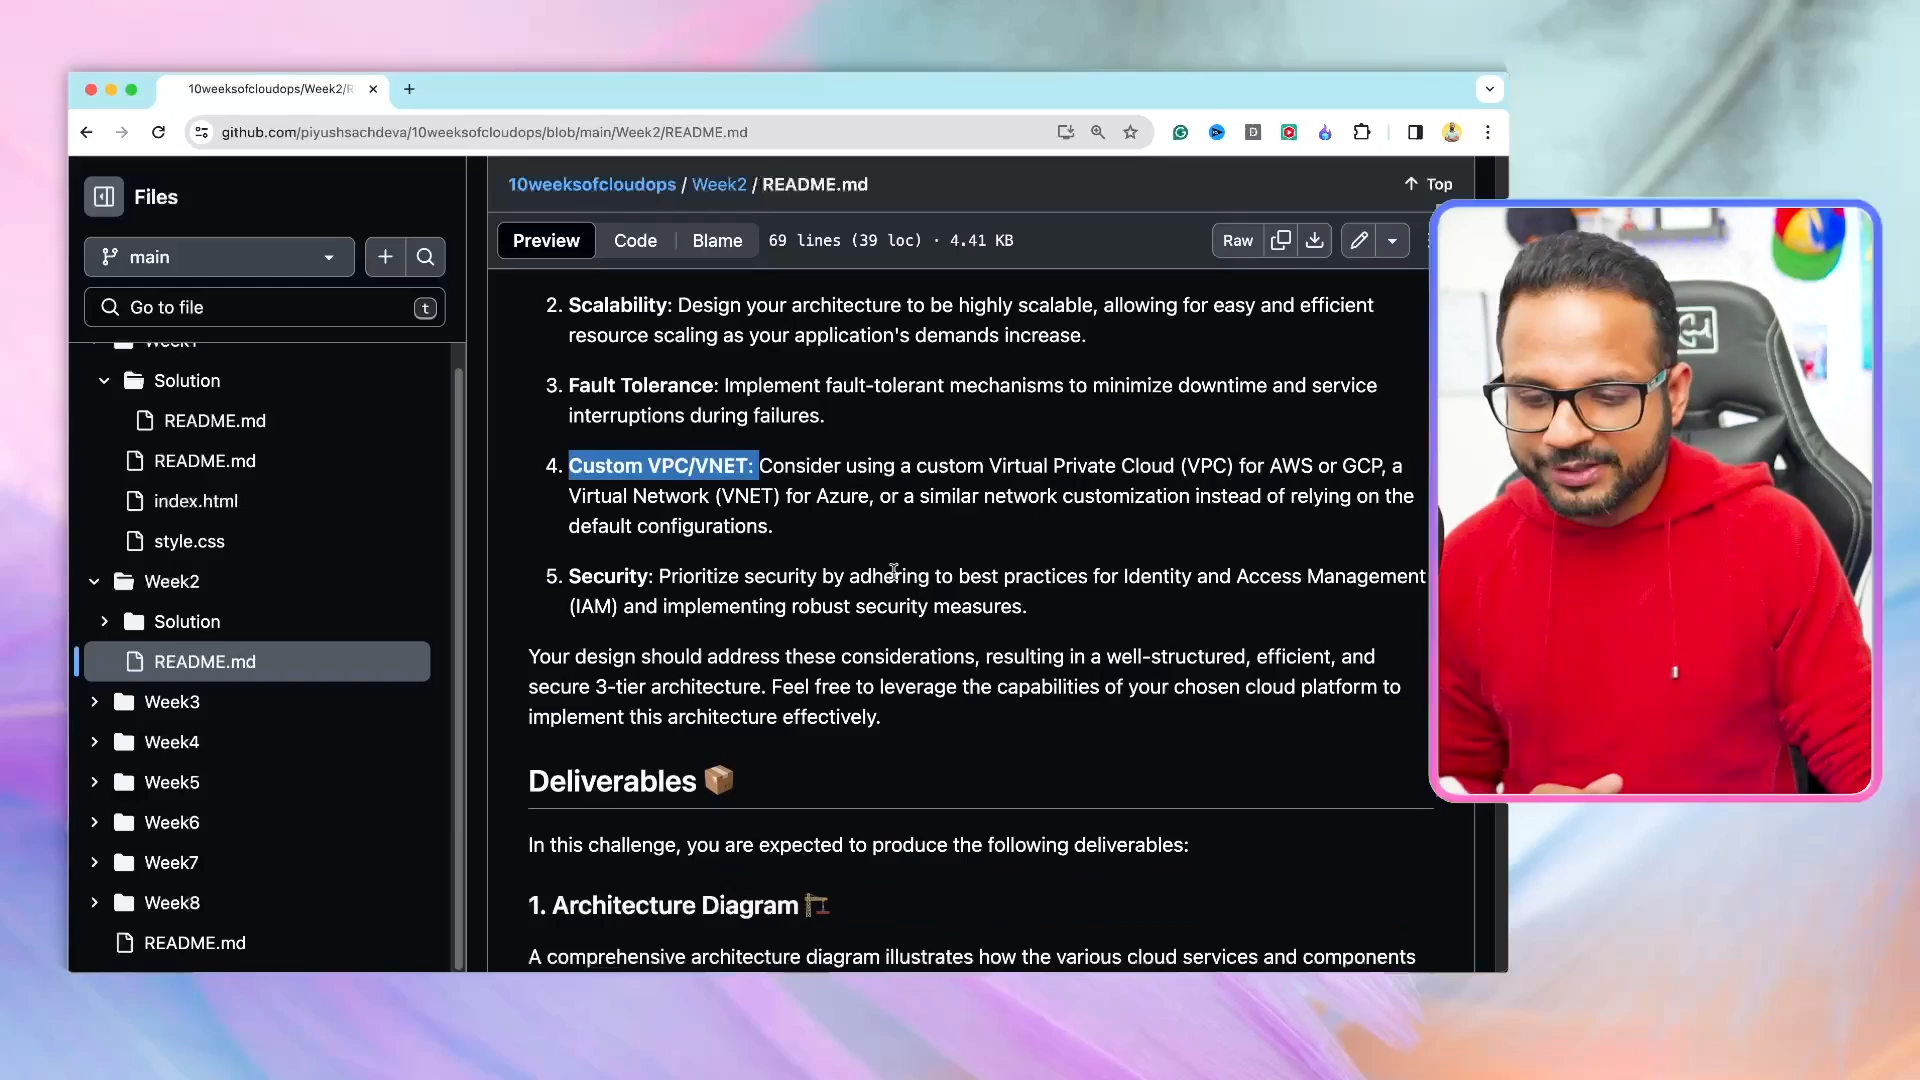 10weeksofcloudops/Week2/R
github.com/piyushsachdeva/10weeksofcloudops/blob/main/Week2/README.md
Files
main
Go to file
t
Week1
Solution
README.md
README.md
index.html
style.css
Week2
Solution
README.md
Week3
Week4
Week5
Week6
Week7
Week8
README.md
10weeksofcloudops / Week2 / README.md
Top
Preview
Code
Blame
69 lines (39 loc) · 4.41 KB
Raw
2. Scalability: Design your architecture to be highly scalable, allowing for easy and efficient
resource scaling as your application's demands increase.
3. Fault Tolerance: Implement fault-tolerant mechanisms to minimize downtime and service
interruptions during failures.
4. Custom VPC/VNET: Consider using a custom Virtual Private Cloud (VPC) for AWS or GCP, a
Virtual Network (VNET) for Azure, or a similar network customization instead of relying on the
default configurations.
5. Security: Prioritize security by adhering to best practices for Identity and Access Management
(IAM) and implementing robust security measures.
Your design should address these considerations, resulting in a well-structured, efficient, and
secure 3-tier architecture. Feel free to leverage the capabilities of your chosen cloud platform to
implement this architecture effectively.
Deliverables 📦
In this challenge, you are expected to produce the following deliverables:
1. Architecture Diagram 🏗️
A comprehensive architecture diagram illustrates how the various cloud services and components